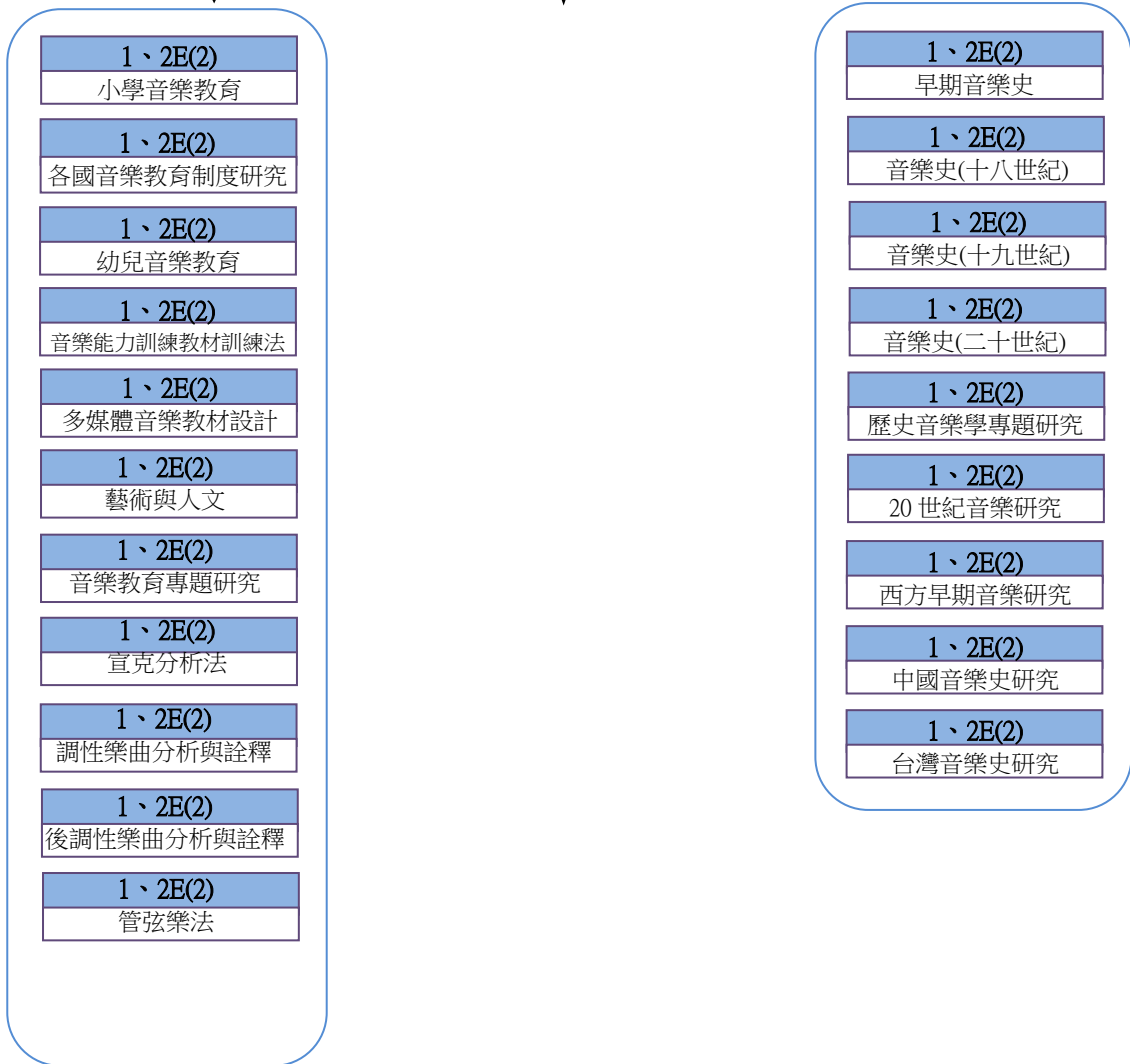 1、2E(2)
小學音樂教育
1、2E(2)
各國音樂教育制度研究
1、2E(2)
幼兒音樂教育
1、2E(2)
音樂能力訓練教材訓練法
1、2E(2)
多媒體音樂教材設計
1、2E(2)
藝術與人文
1、2E(2)
音樂教育專題研究
1、2E(2)
宣克分析法
1、2E(2)
調性樂曲分析與詮釋
1、2E(2)
後調性樂曲分析與詮釋
1、2E(2)
管弦樂法
1、2E(2)
早期音樂史
1、2E(2)
音樂史(十八世紀)
1、2E(2)
音樂史(十九世紀)
1、2E(2)
音樂史(二十世紀)
1、2E(2)
歷史音樂學專題研究
1、2E(2)
20 世紀音樂研究
1、2E(2)
西方早期音樂研究
1、2E(2)
中國音樂史研究
1、2E(2)
台灣音樂史研究